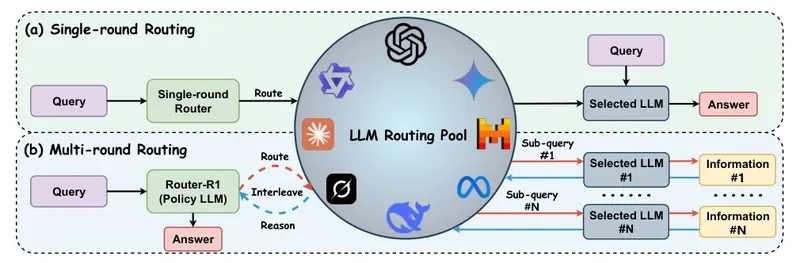 (a) Single-round Routing
Query
Single-round
Router
Route
LLM Routing Pool
Query
Selected LLM
Answer
(b) Multi-round Routing
Query
Router-R1
(Policy LLM)
Answer
Route
Interleave
Reason
Sub-query
#1
Selected LLM
#1
Information
#1
......
......
Sub-query
#N
Selected LLM
#N
Information
#N